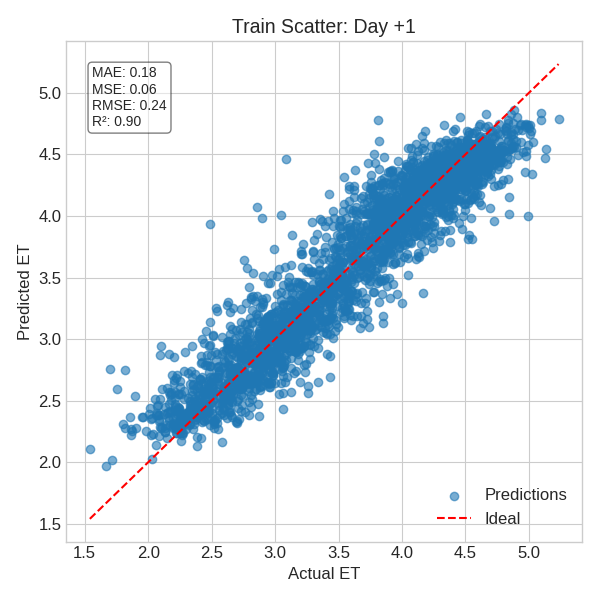 Train Scatter: Day +1
MAE: 0.18
MSE: 0.06
RMSE: 0.24
R²: 0.90
Predicted ET
5.0
4.5
4.0
3.5
3.0
2.5
2.0
1.5
Predictions
Ideal
1.5 2.0 2.5 3.0 3.5 4.0 4.5 5.0
Actual ET